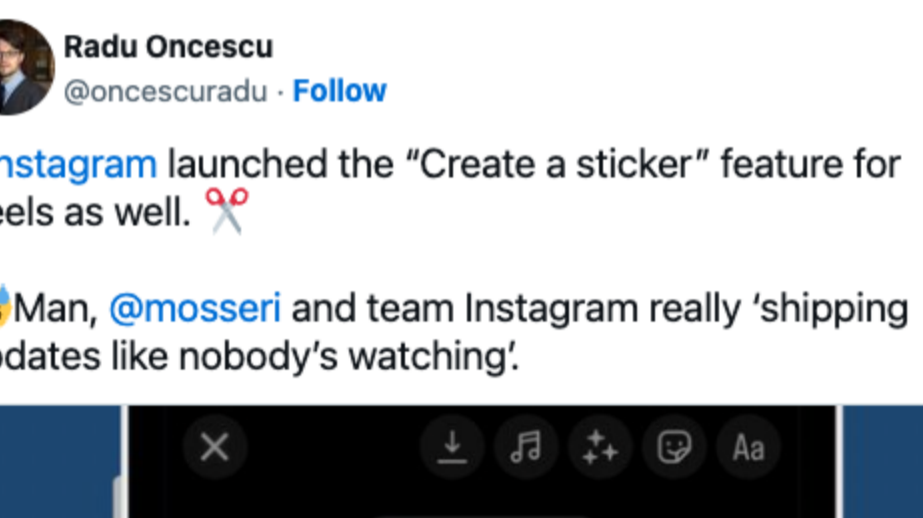 Radu Oncescu
@oncescuradu · Follow
nstagram launched the “Create a sticker” feature for
eels as well.
Man, @mosseri and team Instagram really ‘shipping
dates like nobody’s watching’.
Aa